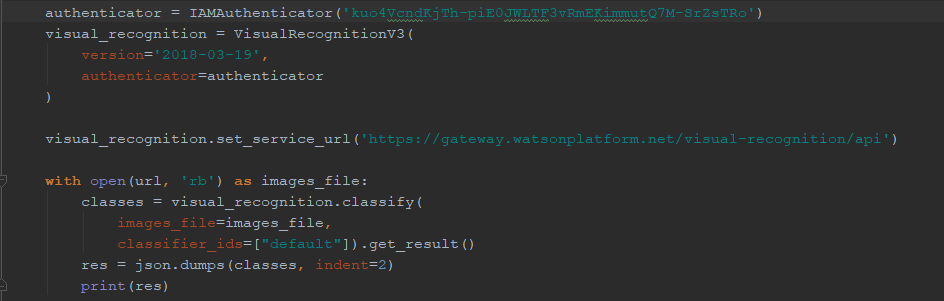 authenticator = IAMAuthenticator('kuo4VcndKjTh-piE0JWLTF3vRmEKimmutQ7M-SrZsTRo')
visual_recognition = VisualRecognitionV3(
    version='2018-03-19',
    authenticator=authenticator
)
visual_recognition.set_service_url('https://gateway.watsonplatform.net/visual-recognition/api')
with open(url, 'rb') as images_file:
    classes = visual_recognition.classify(
        images_file=images_file,
        classifier_ids=["default"]).get_result()
    res = json.dumps(classes, indent=2)
    print(res)